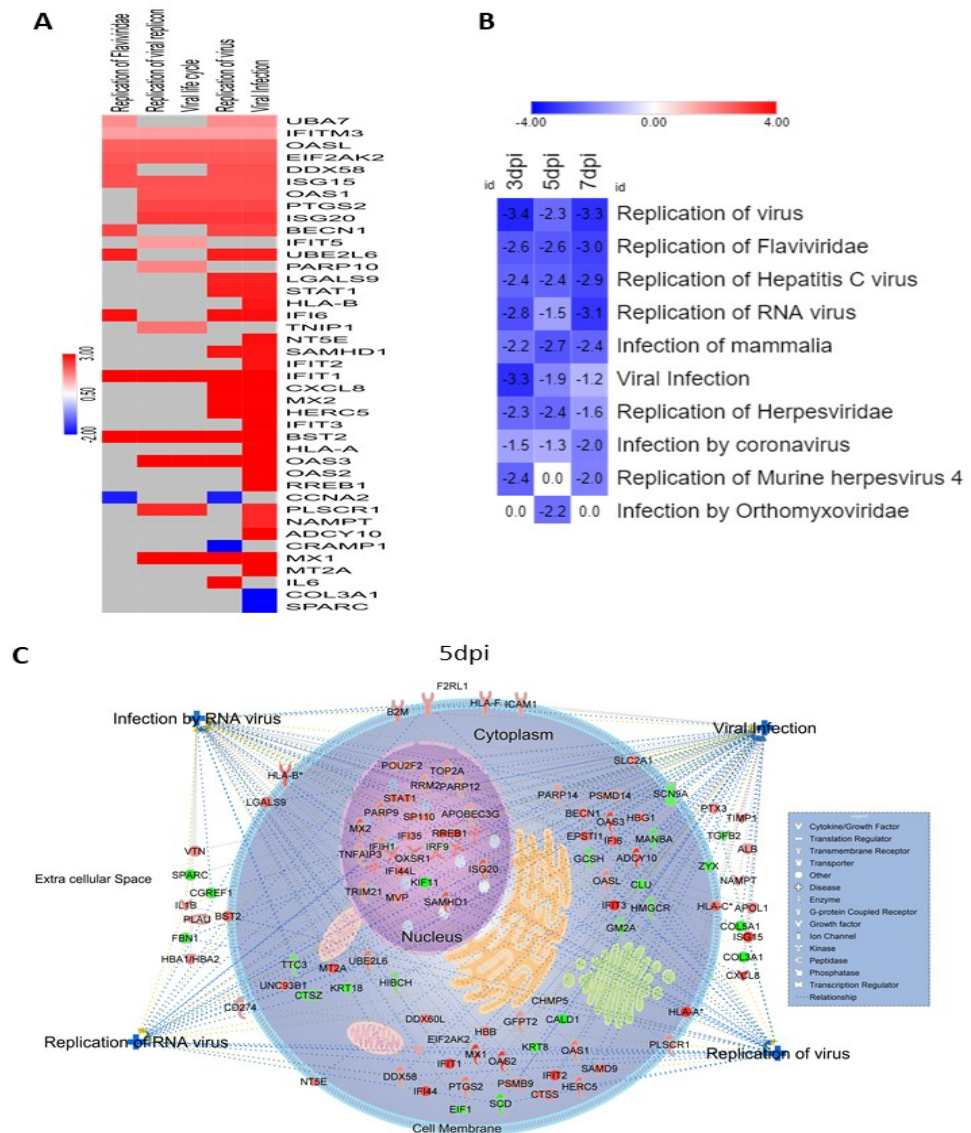 A
Replication of Flaviviridae
Replication of viral replicon
Viral life cycle
Replication of virus
Viral Infection
UBA7
IFITM3
OASL
EIF2AK2
DDX58
ISG15
OAS1
PTGS2
ISG20
BECN1
IFIT5
UBE2L6
PARP10
LGALS9
STAT1
HLA-B
IFI6
TNIP1
NT5E
SAMHD1
IFIT2
IFIT1
CXCL8
MX2
HERC5
IFIT3
BST2
HLA-A
OAS3
OAS2
RREB1
CCNA2
PLSCR1
NAMPT
ADCY10
CRAMP1
MX1
MT2A
IL6
COL3A1
SPARC
3.00
0.50
-2.00
B
-4.00 0.00 4.00
id 3dpi 5dpi 7dpi id
-3.4 -2.3 -3.3 Replication of virus
-2.6 -2.6 -3.0 Replication of Flaviviridae
-2.4 -2.4 -2.9 Replication of Hepatitis C virus
-2.8 -1.5 -3.1 Replication of RNA virus
-2.2 -2.7 -2.4 Infection of mammalia
-3.3 -1.9 -1.2 Viral Infection
-2.3 -2.4 -1.6 Replication of Herpesviridae
-1.5 -1.3 -2.0 Infection by coronavirus
-2.4 0.0 -2.0 Replication of Murine herpesvirus 4
0.0 -2.2 0.0 Infection by Orthomyxoviridae
C
5dpi
F2RL1
B2M
HLA-F
ICAM1
Infection by RNA virus
Viral Infection
Cytoplasm
SLC2A1
HLA-B*
LGALS9
POU2F2
TOP2A
RRM2
PARP12
STAT1
PARP9
SP110
APOBEC3G
MX2
RREB1
IFI35
IFIH1
IRF9
TNFAIP3
OXSR1
IFI44L
ISG20
KIF11
TRIM21
MVP
SAMHD1
Nucleus
PARP14
PSMD14
SCN9A
BECN1
HBG1
OAS3
EPSTI1
IFI6
MANBA
GCSH
ADCY10
OASL
CLU
IFIT3
HMGCR
GM2A
PTX3
TIMP1
TGFB2
ALB
ZYX
NAMPT
HLA-C*
APOL1
COL5A1
ISG15
COL3A1
CXCL8
Extra cellular Space
VTN
SPARC
CGREF1
IL1B
PLAU
BST2
FBN1
HBA1/HBA2
TTC3
MT2A
UBE2L6
UNC93B1
KRT18
HIBCH
CTSZ
CD274
CHMP5
HLA-A*
DDX60L
GFPT2
CALD1
Replication of RNA virus
EIF2AK2
HBB
KRT8
OAS1
PLSCR1
Replication of virus
MX1
OAS2
SAMD9
IFIT1
IFIT2
NT5E
DDX58
PTGS2
PSMB9
HERC5
IFI44
CTSS
EIF1
SCD
Cell Membrane
Cytokine/Growth Factor
Translation Regulator
Transmembrane Receptor
Transporter
Other
Disease
Enzyme
G-protein Coupled Receptor
Growth factor
Ion Channel
Kinase
Peptidase
Phosphatase
Transcription Regulator
Relationship